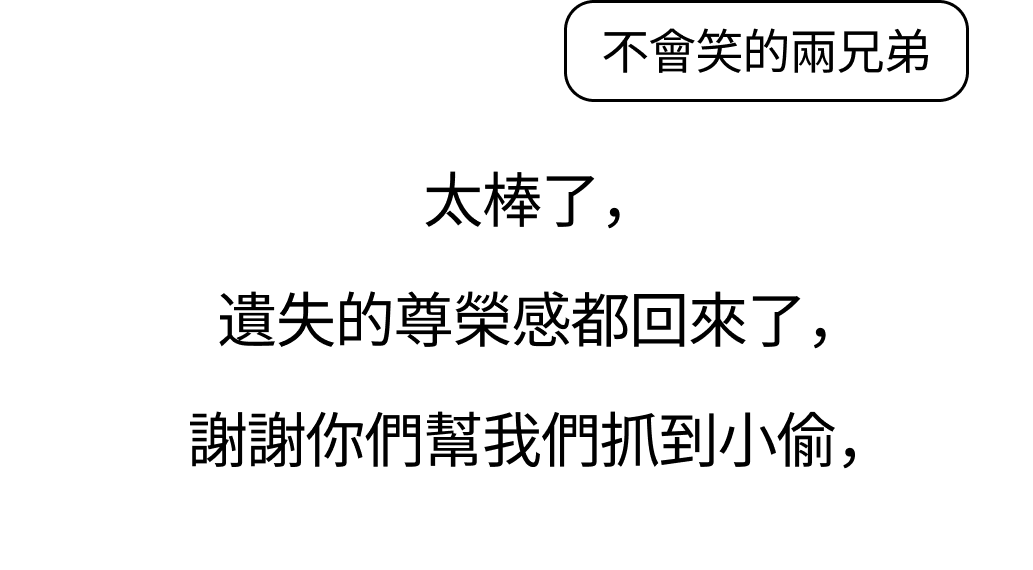 不會笑的兩兄弟
太棒了，
遺失的尊榮感都回來了，
謝謝你們幫我們抓到小偷，